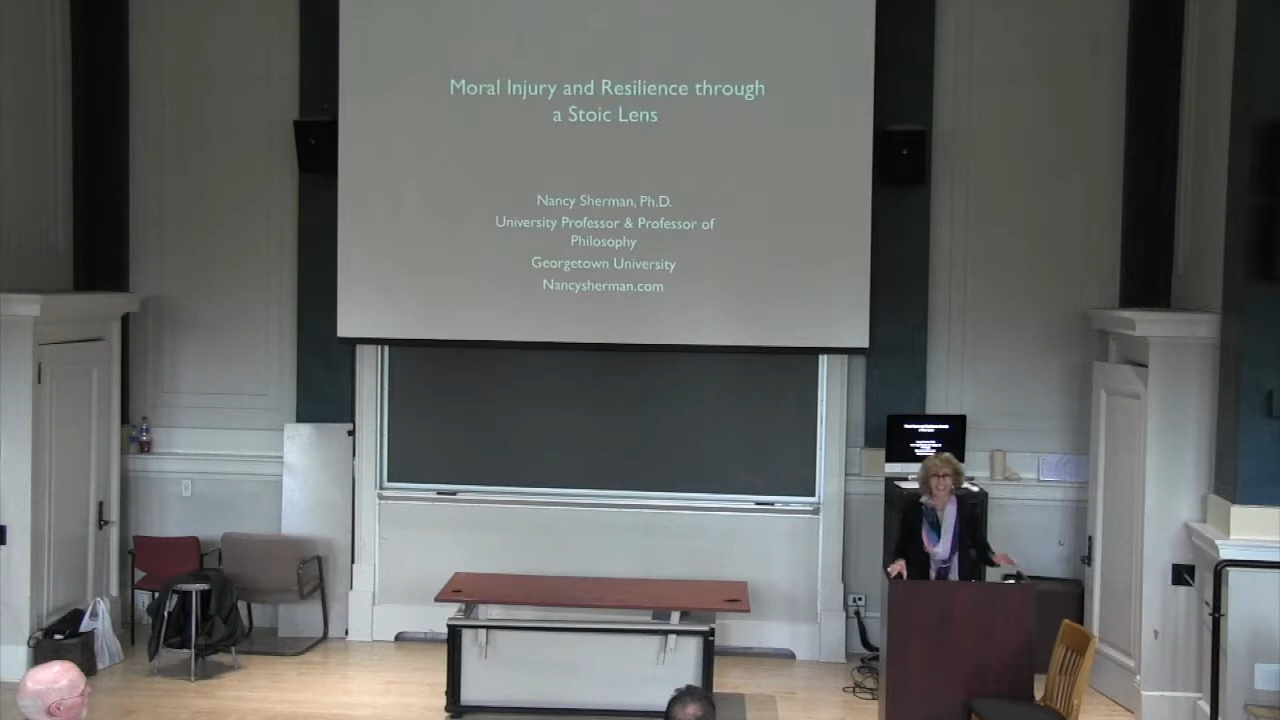 Moral Injury and Resilience through
a Stoic Lens
Nancy Sherman, Ph.D.
University Professor & Professor of
Philosophy
Georgetown University
Nancysherman.com